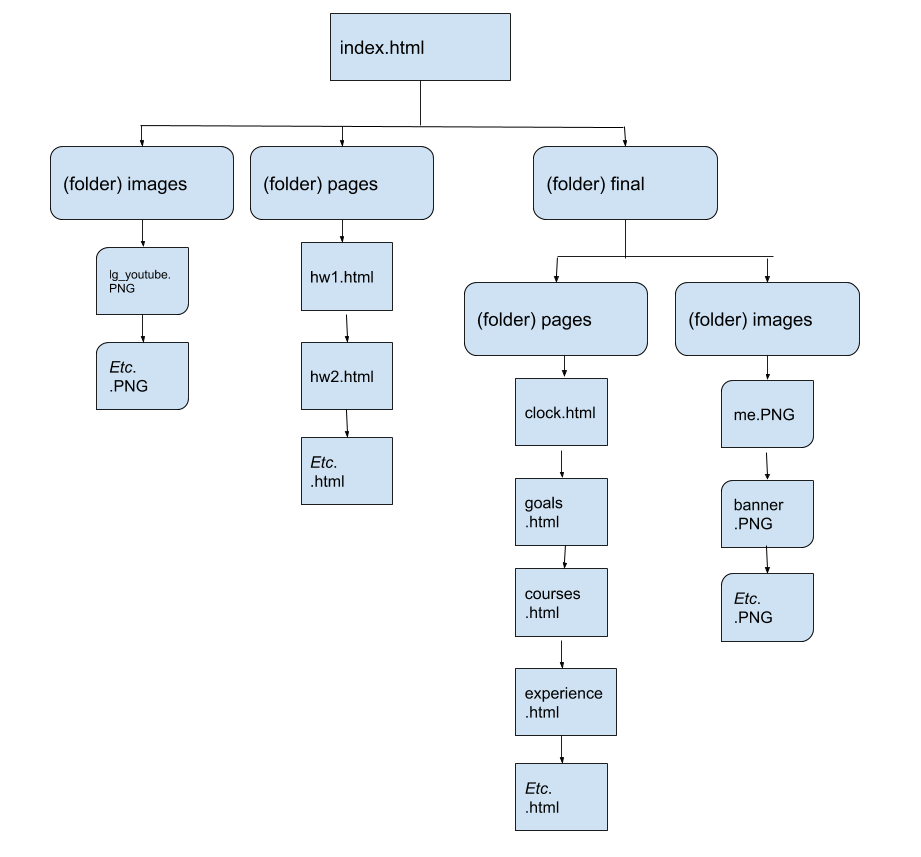 index.html
(folder) images
(folder) pages
(folder) final
lg_youtube.
PNG
Etc.
.PNG
hw1.html
hw2.html
Etc.
.html
(folder) pages
(folder) images
clock.html
goals
.html
courses
.html
experience
.html
Etc.
.html
me.PNG
banner
.PNG
Etc.
.PNG